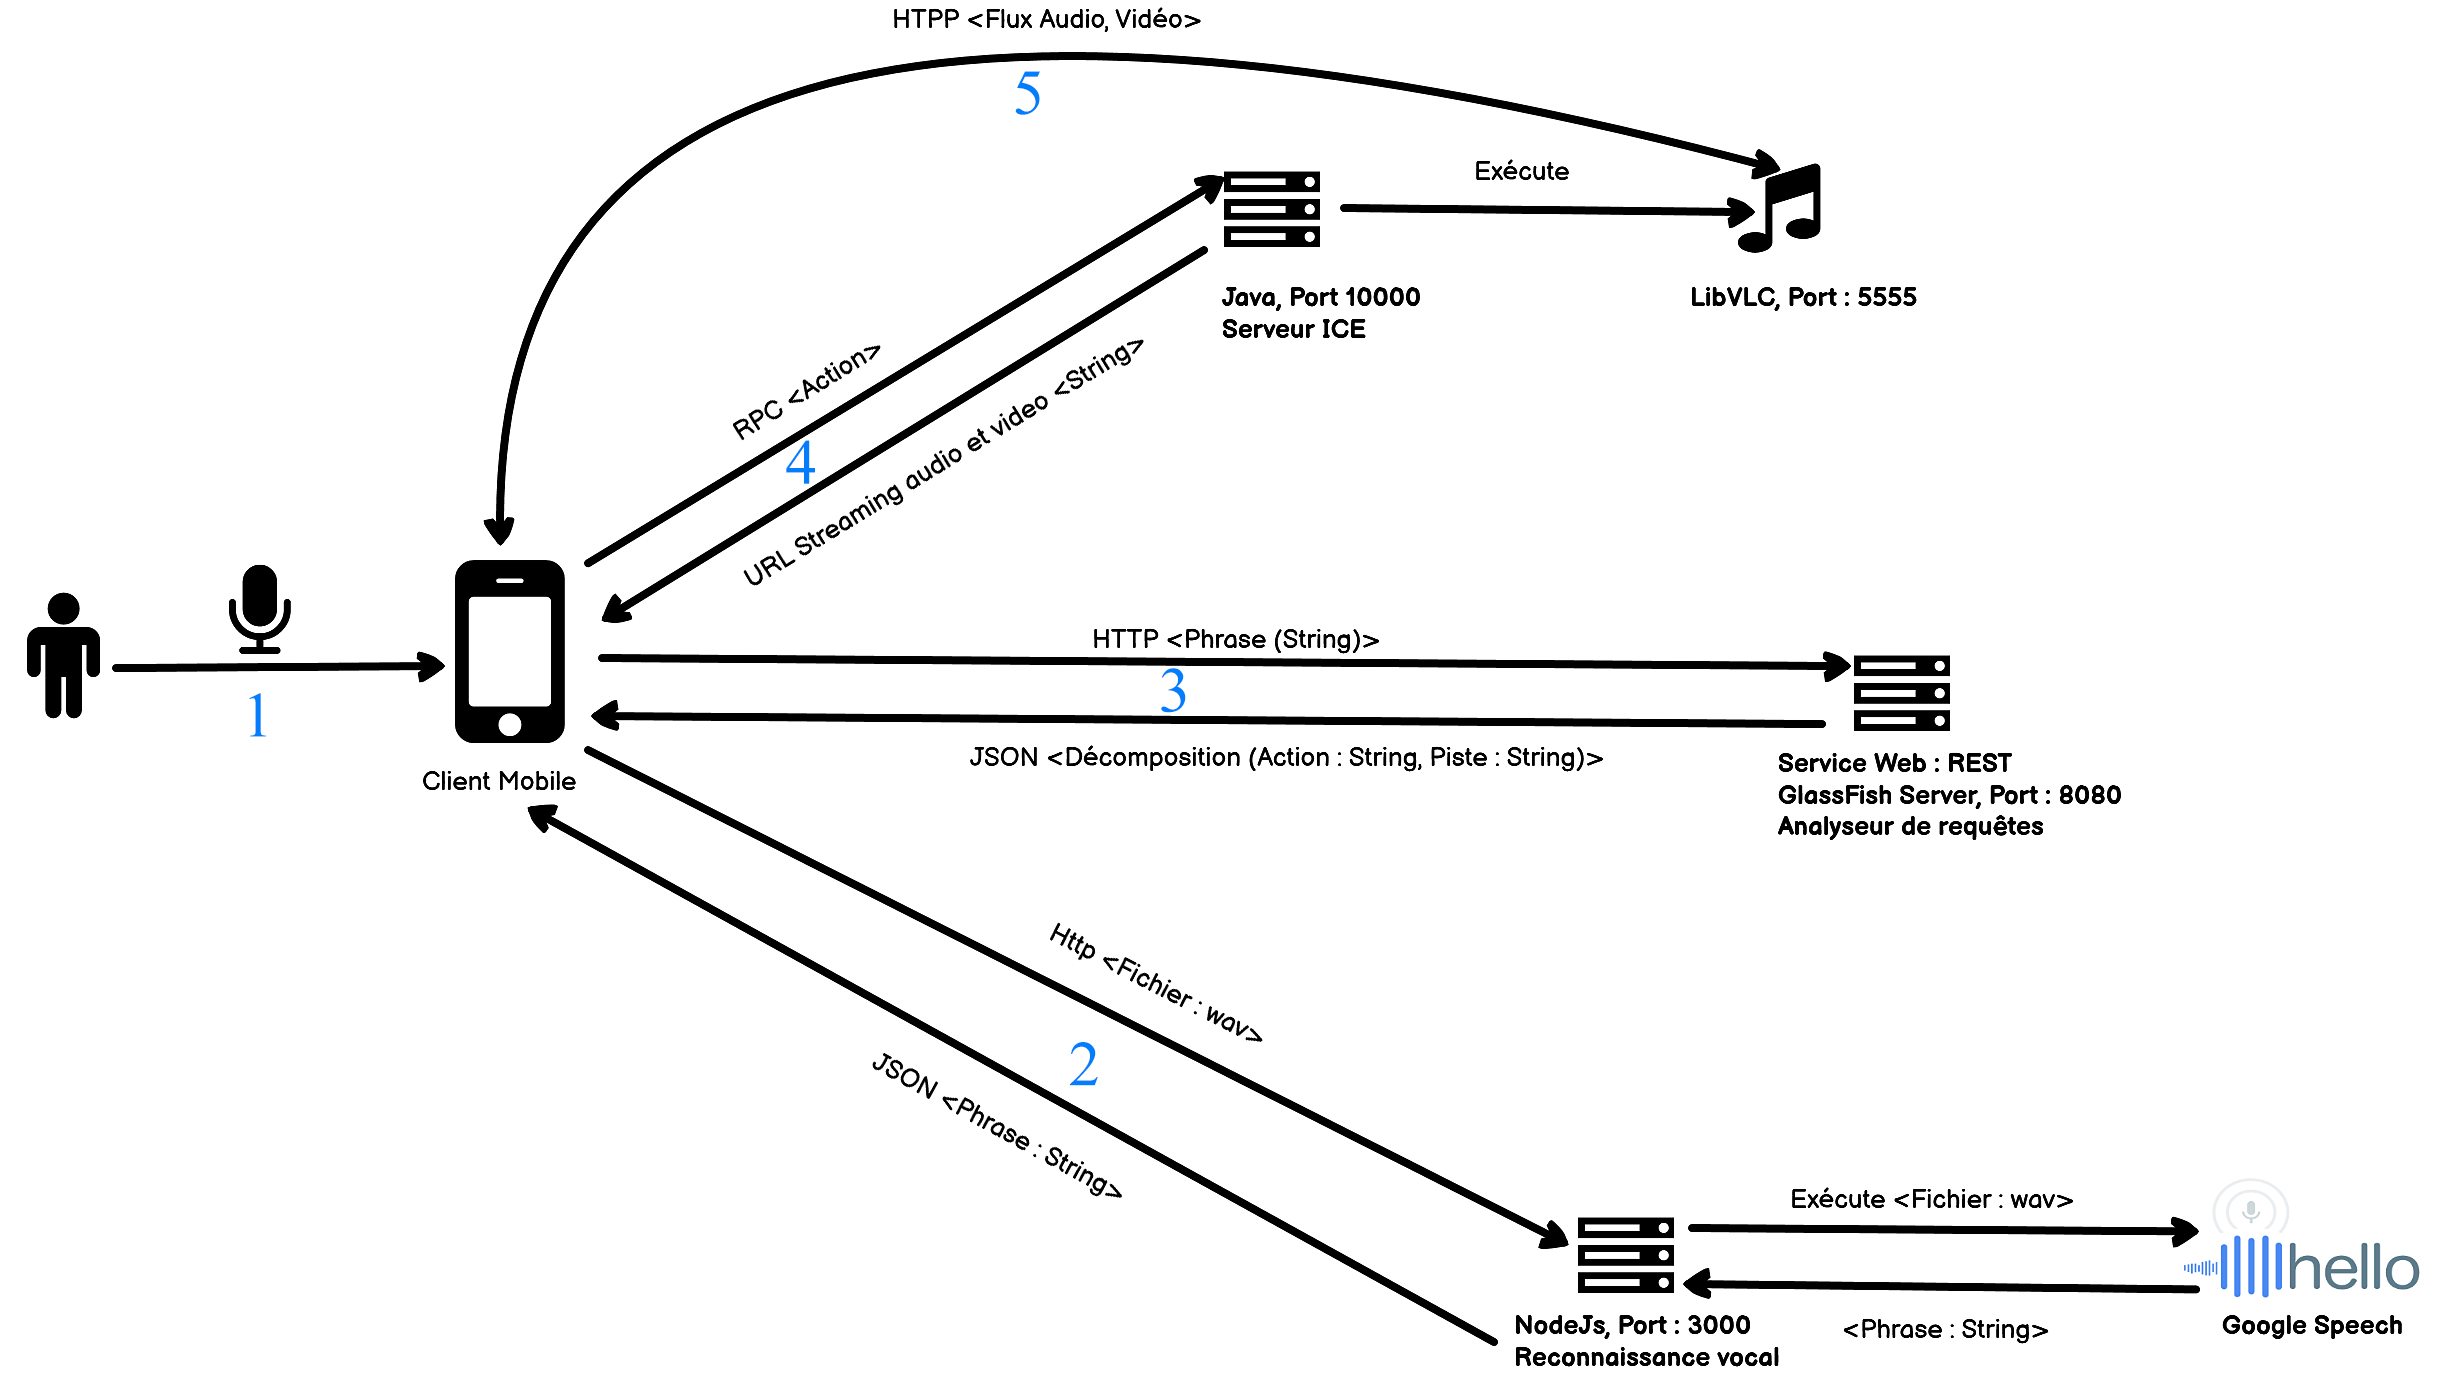 HTPP <Flux Audio, Vidéo>
5
Exécute
Java, Port 10000
Serveur ICE
LibVLC, Port : 5555
RPC <Action>
4
URL Streaming audio et video <String>
1
Client Mobile
HTTP <Phrase (String)>
3
JSON <Décomposition (Action : String, Piste : String)>
Service Web : REST
GlassFish Server, Port : 8080
Analyseur de requêtes
Http <Fichier : wav>
2
JSON <Phrase : String>
Exécute <Fichier : wav>
hello
<Phrase : String>
Google Speech
NodeJs, Port : 3000
Reconnaissance vocal